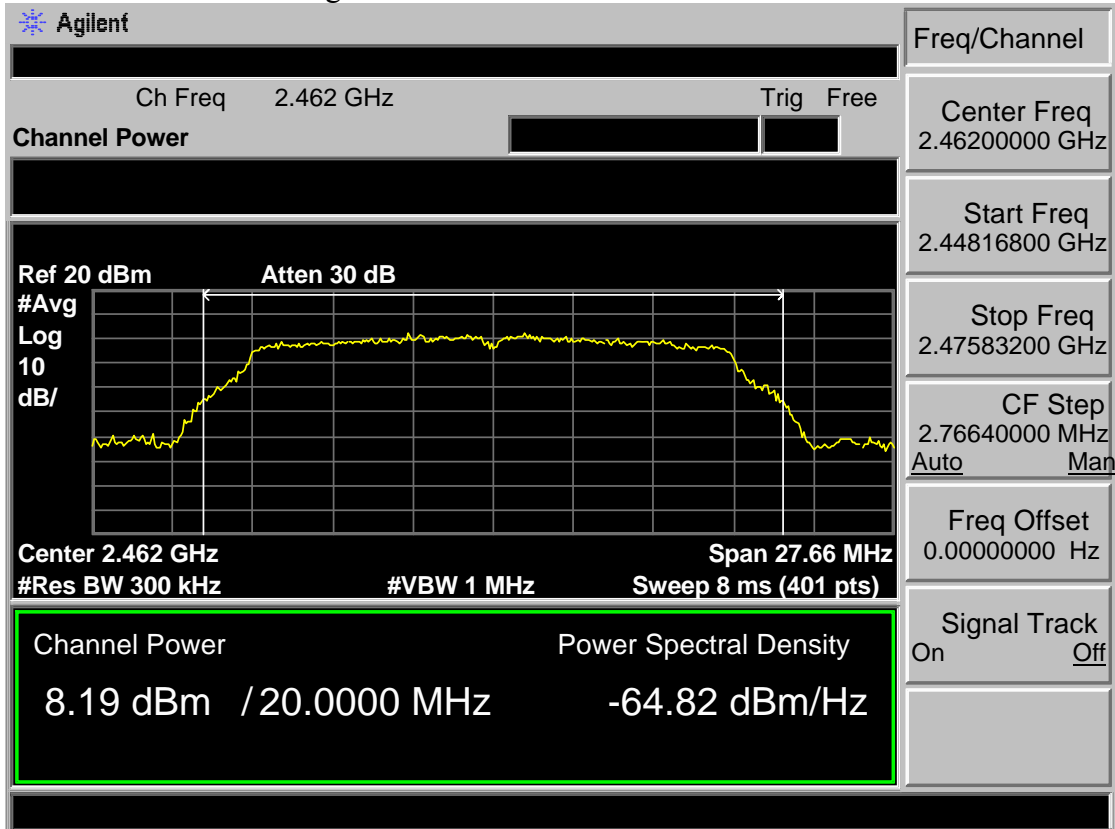 Agilent
Freq/Channel
Ch Freq 2.462 GHz Trig Free
Channel Power
Center Freq
2.46200000 GHz
Start Freq
2.44816800 GHz
Ref 20 dBm Atten 30 dB
#Avg
Log
10
dB/
Stop Freq
2.47583200 GHz
CF Step
2.76640000 MHz
Auto Man
Freq Offset
0.00000000 Hz
Center 2.462 GHz Span 27.66 MHz
#Res BW 300 kHz #VBW 1 MHz Sweep 8 ms (401 pts)
Signal Track
On Off
Channel Power Power Spectral Density
8.19 dBm / 20.0000 MHz -64.82 dBm/Hz